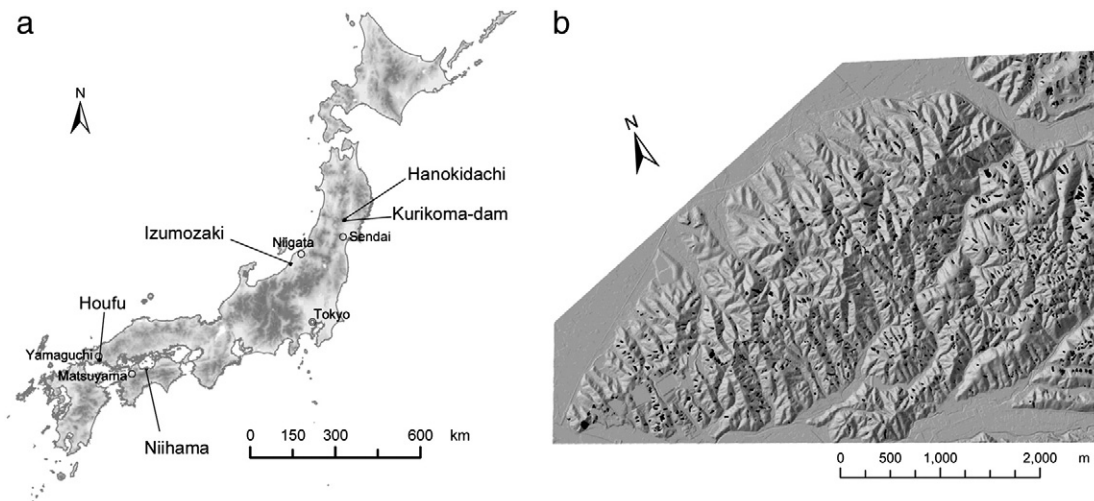 a
N
Hanokidachi
Kurikoma-dam
Izumozaki
Niigata
Sendai
Houfu
Tokyo
Yamaguchi
Matsuyama
Niihama
0 150 300 600 km
b
N
0 500 1,000 2,000 m